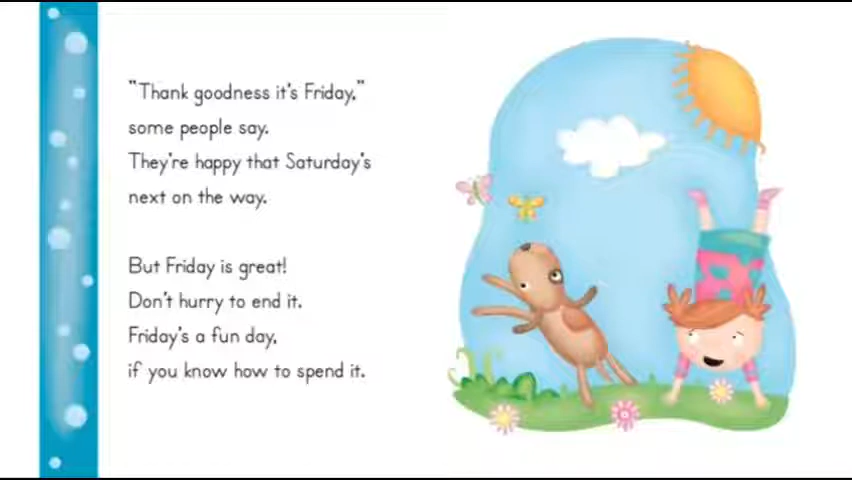 "Thank goodness it's Friday,"
some people say.
They're happy that Saturday's
next on the way.
But Friday is great!
Don't hurry to end it.
Friday's a fun day,
if you know how to spend it.